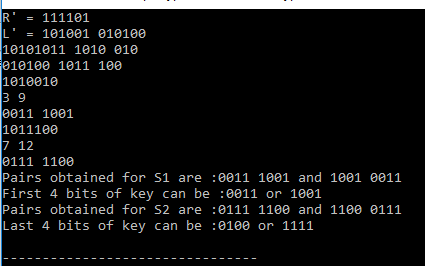 R' = 111101
L' = 101001 010100
10101011 1010 010
010100 1011 100
1010010
3 9
0011 1001
1011100
7 12
0111 1100
Pairs obtained for S1 are :0011 1001 and 1001 0011
First 4 bits of key can be :0011 or 1001
Pairs obtained for S2 are :0111 1100 and 1100 0111
Last 4 bits of key can be :0100 or 1111
--------------------------------